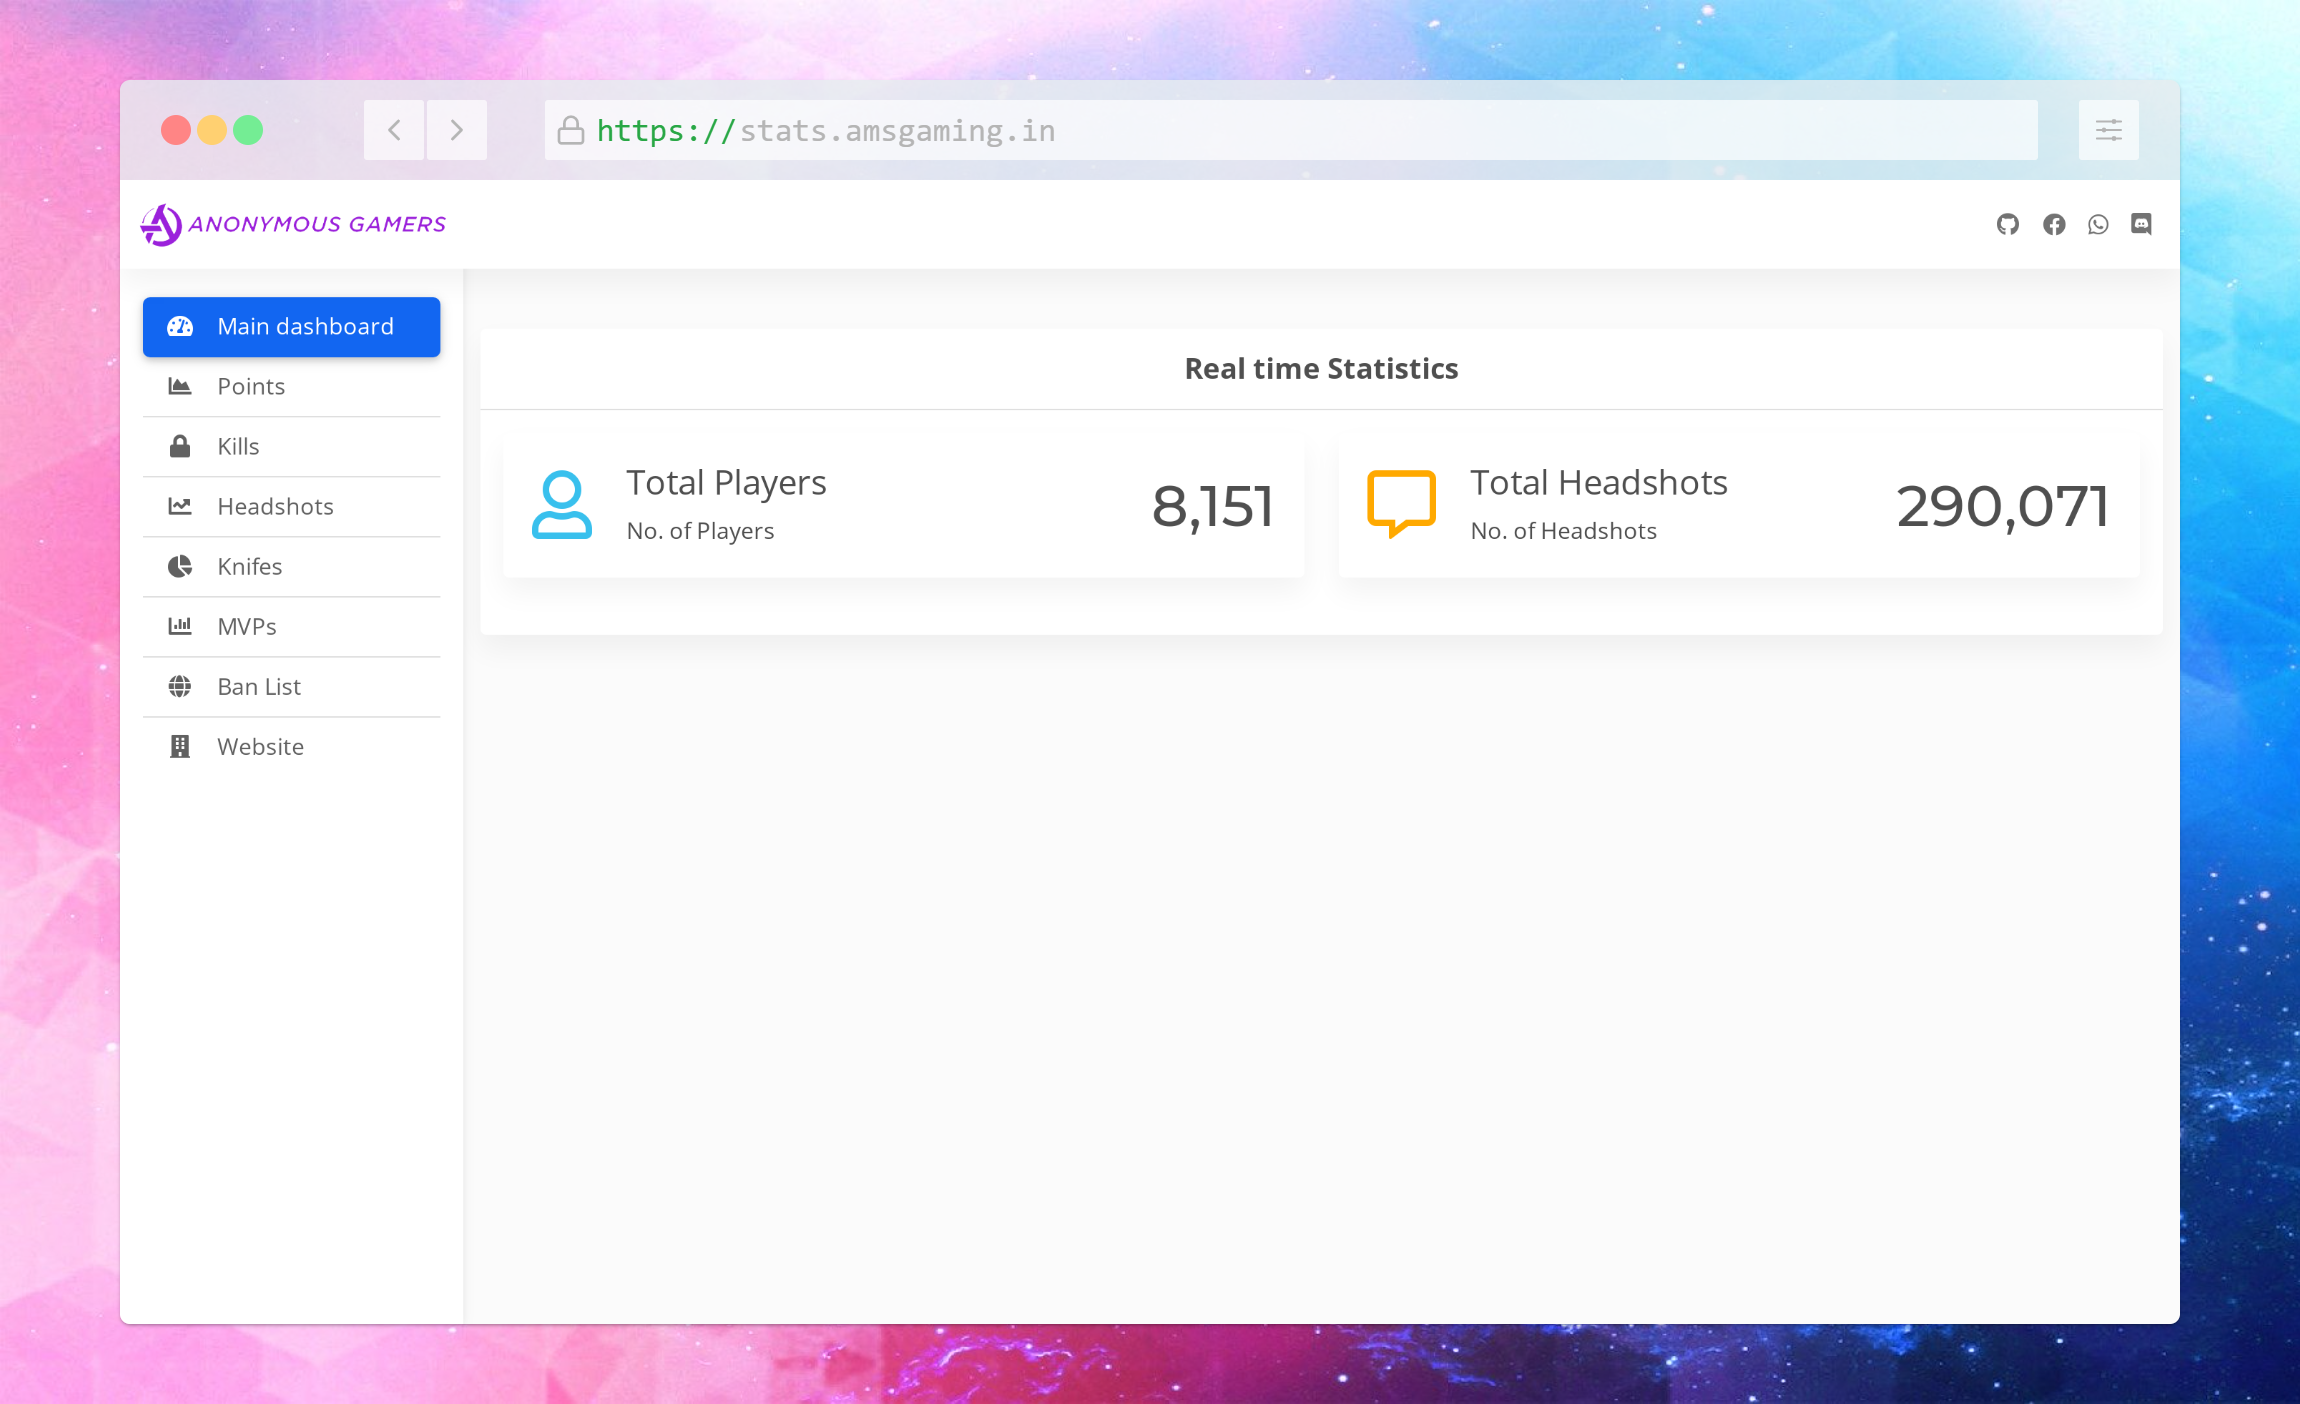 https://stats.amsgaming.in
ANONYMOUS GAMERS
Main dashboard
Points
Kills
Headshots
Knifes
MVPs
Ban List
Website
Real time Statistics
Total Players
No. of Players
8,151
Total Headshots
No. of Headshots
290,071